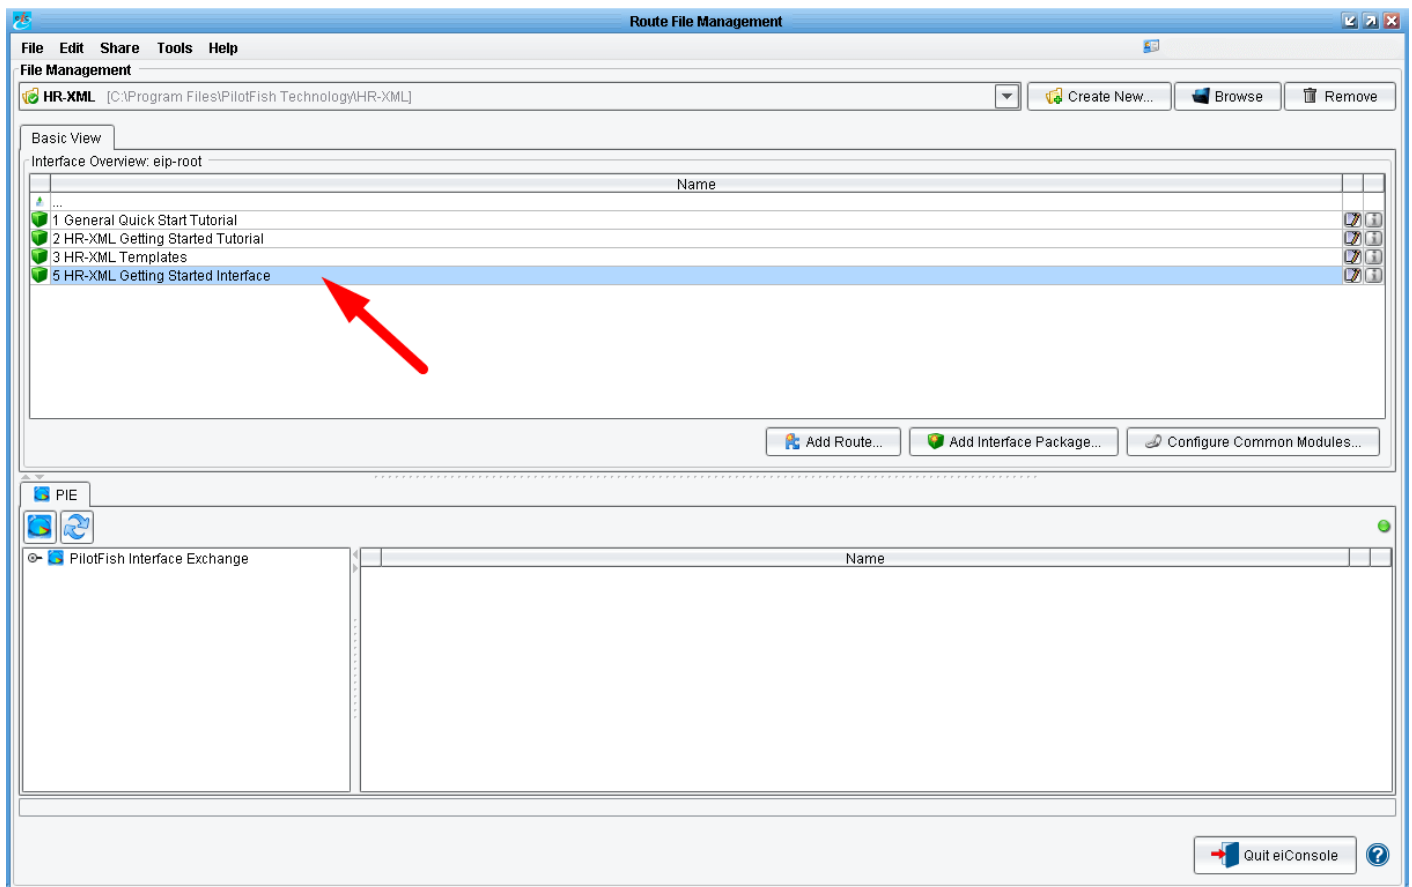 Route File Management
File Edit Share Tools Help
File Management
HR-XML [C:\Program Files\PilotFish Technology\HR-XML]
Create New...
Browse
Remove
Basic View
Interface Overview: eip-root
Name
...
1 General Quick Start Tutorial
2 HR-XML Getting Started Tutorial
3 HR-XML Templates
5 HR-XML Getting Started Interface
Add Route...
Add Interface Package...
Configure Common Modules...
PIE
PilotFish Interface Exchange
Name
Quit eiConsole
?